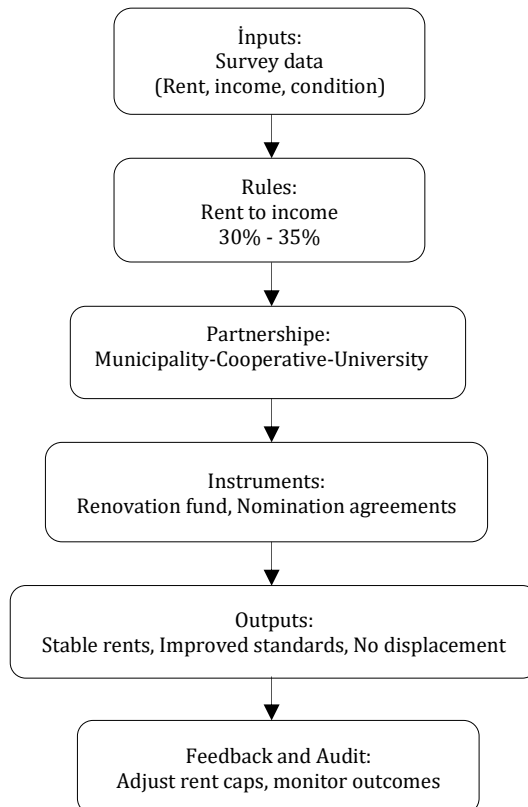 İnputs:
Survey data
(Rent, income, condition)
Rules:
Rent to income
30% - 35%
Partnershipe:
Municipality-Cooperative-University
Instruments:
Renovation fund, Nomination agreements
Outputs:
Stable rents, Improved standards, No displacement
Feedback and Audit:
Adjust rent caps, monitor outcomes